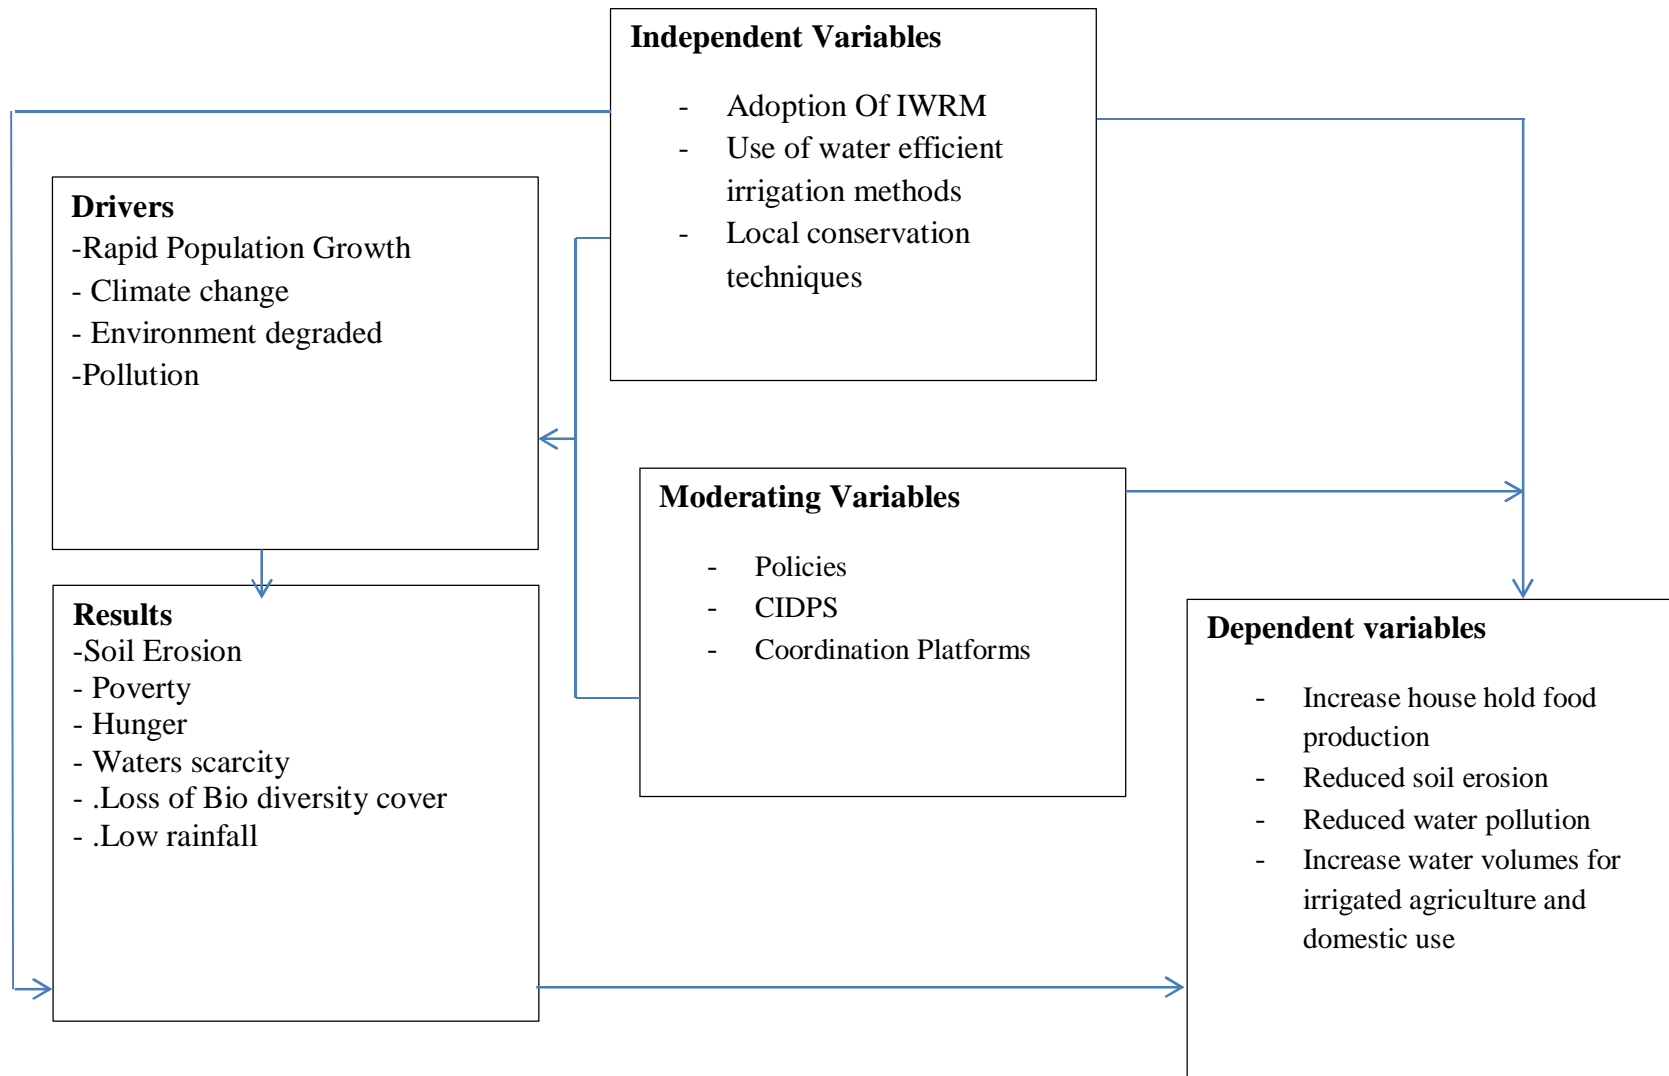 Independent Variables
- Adoption Of IWRM
- Use of water efficient
irrigation methods
- Local conservation
techniques
Drivers
-Rapid Population Growth
- Climate change
- Environment degraded
-Pollution
Moderating Variables
- Policies
- CIDPS
- Coordination Platforms
Results
-Soil Erosion
- Poverty
- Hunger
- Waters scarcity
- .Loss of Bio diversity cover
- .Low rainfall
Dependent variables
- Increase house hold food
production
- Reduced soil erosion
- Reduced water pollution
- Increase water volumes for
irrigated agriculture and
domestic use